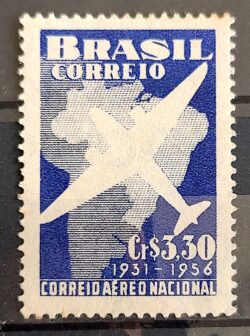 BRASIL
CORREIO
Cr$3,30
1931-1956
CORREIO AÉREO NACIONAL